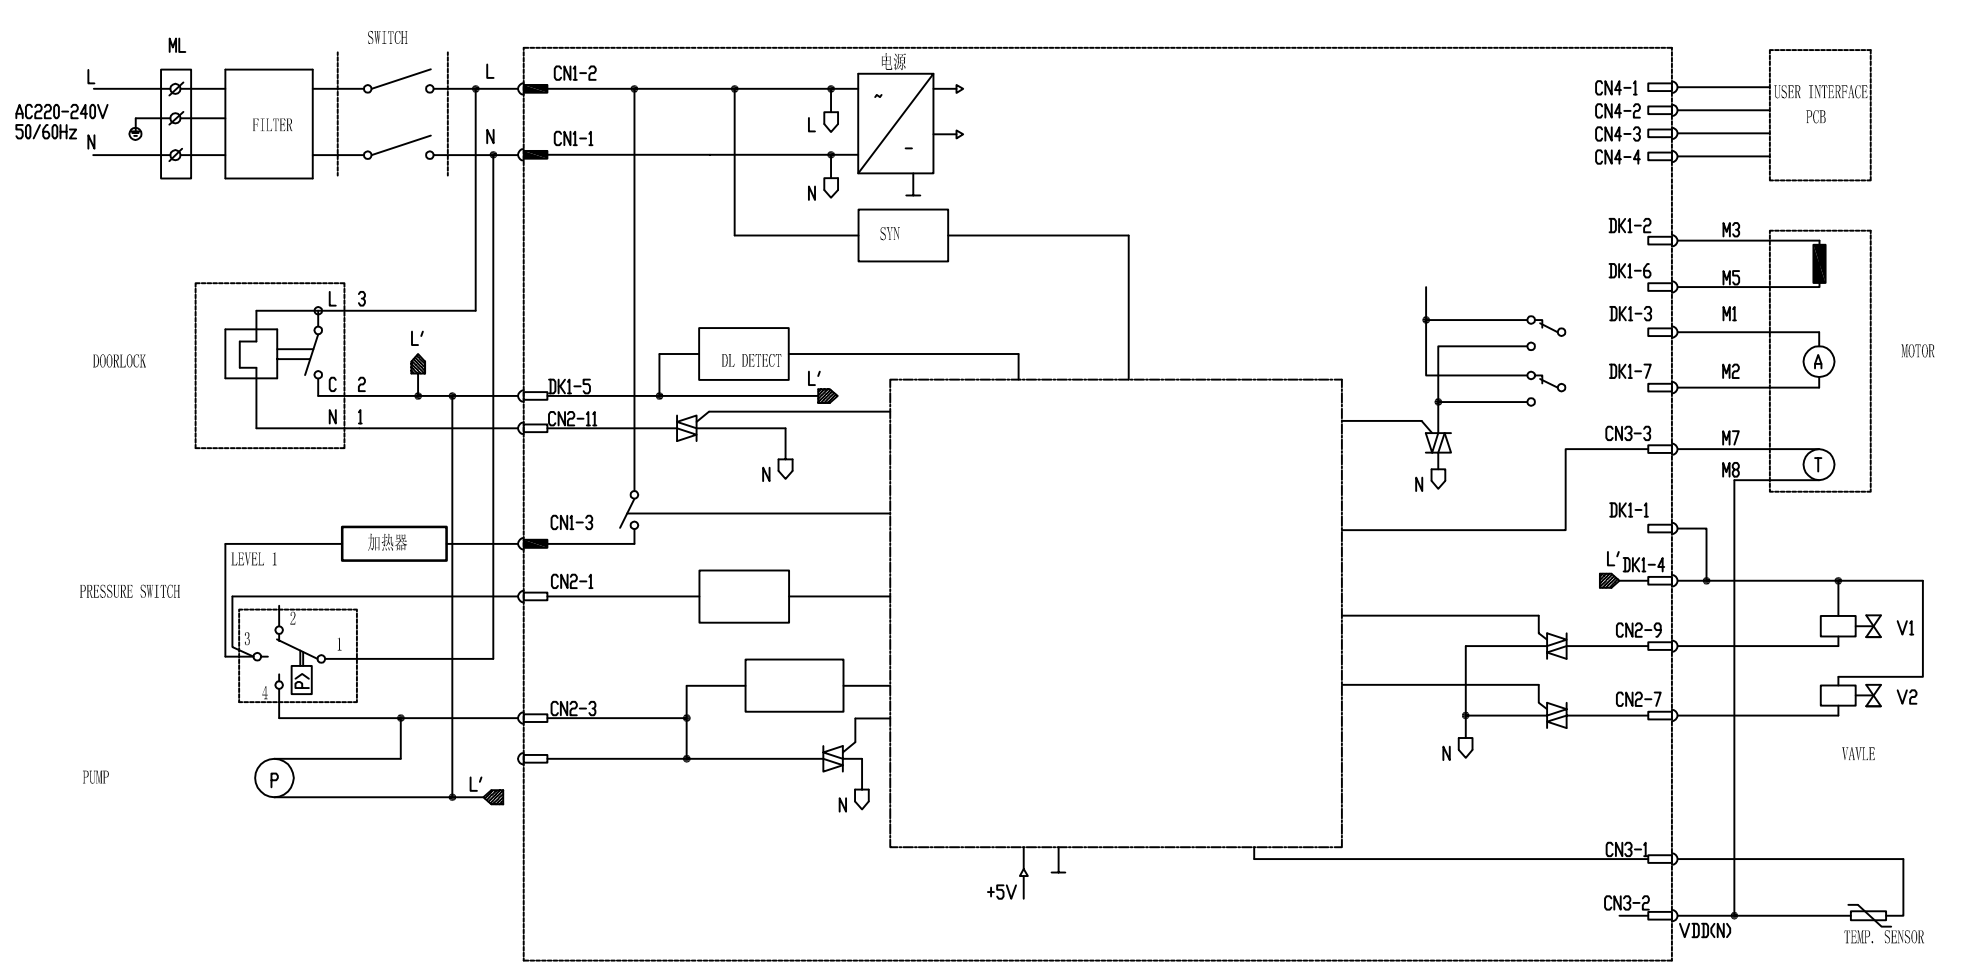 ML
SWITCH
L
AC220-240V
50/60Hz
N
FILTER
L
N
CN1-2
CN1-1
电源
~
-
L
N
SYN
CN4-1
CN4-2
CN4-3
CN4-4
USER INTERFACE
PCB
DOORLOCK
L 3
C 2
N 1
L'
DK1-5
CN2-11
DL DETECT
L'
N
DK1-2
DK1-6
DK1-3
DK1-7
CN3-3
M3
M5
M1
M2
M7
M8
A
T
MOTOR
N
CN1-3
加热器
LEVEL 1
PRESSURE SWITCH
CN2-1
2
3
1
4
P>
CN2-3
PUMP
P
L'
N
DK1-1
L'
DK1-4
CN2-9
V1
CN2-7
V2
N
VAVLE
+5V
CN3-1
CN3-2
VDD(N)
TEMP. SENSOR